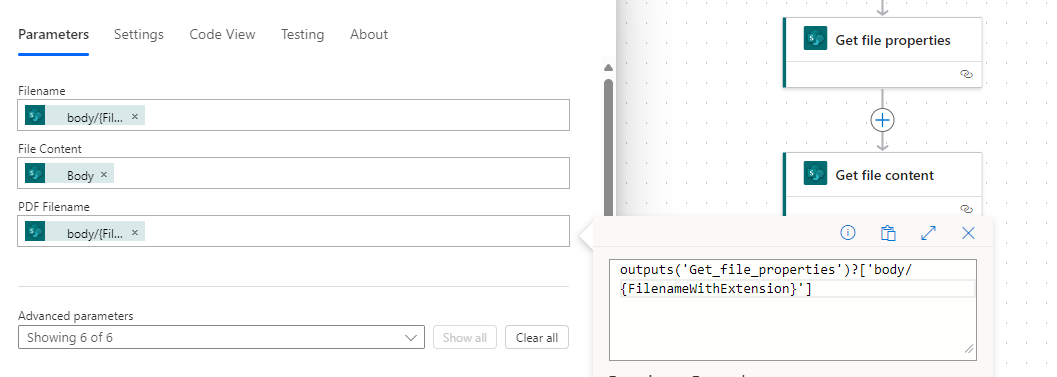 Parameters Settings Code View Testing About
Filename
body/{Fil... ×
File Content
Body ×
PDF Filename
body/{Fil... ×
Advanced parameters
Showing 6 of 6 Show all Clear all
Get file properties
Get file content
outputs('Get_file_properties')?['body/
{FilenameWithExtension}']